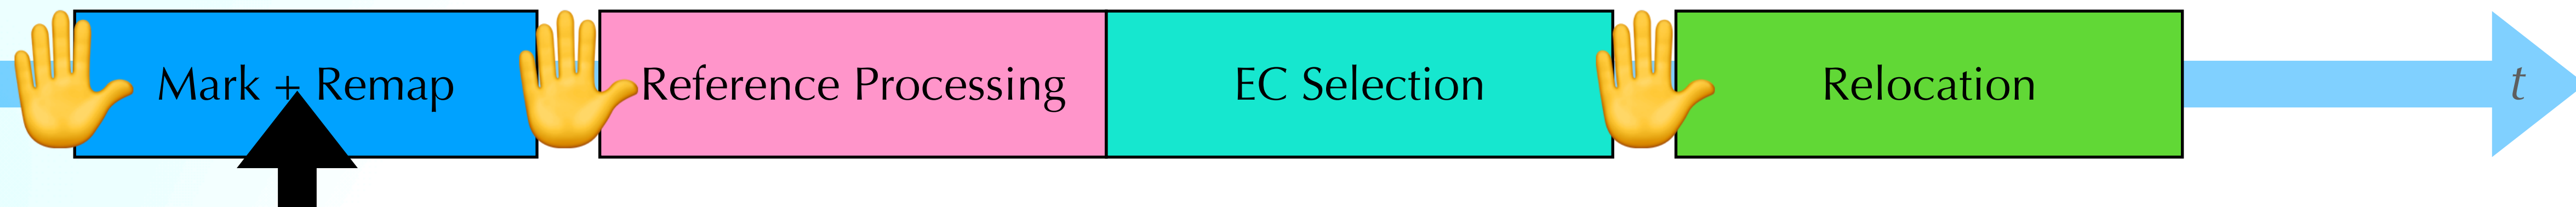 Mark + Remap
Reference Processing
EC Selection
Relocation
t